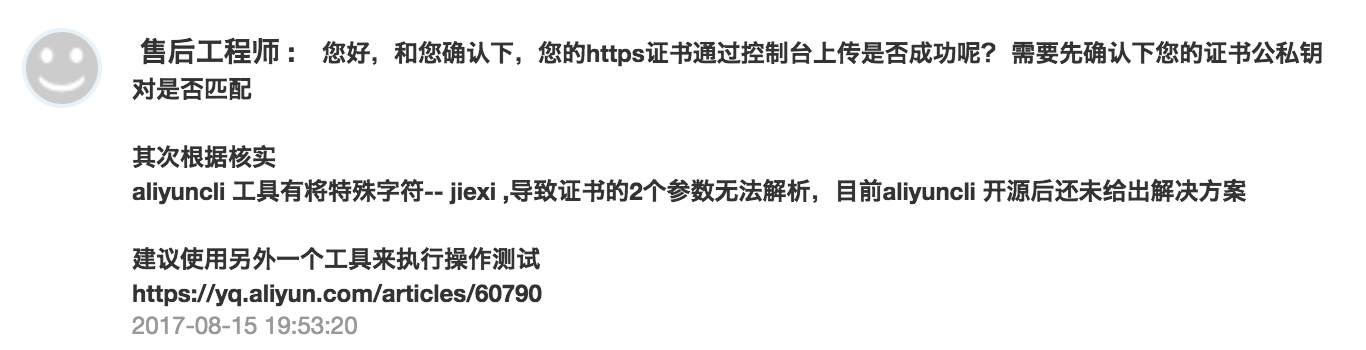 售后工程师： 您好，和您确认下，您的https证书通过控制台上传是否成功呢？需要先确认下您的证书公私钥
对是否匹配
其次根据核实
aliyuncli 工具有将特殊字符-- jiexi ,导致证书的2个参数无法解析，目前aliyuncli 开源后还未给出解决方案
建议使用另外一个工具来执行操作测试
https://yq.aliyun.com/articles/60790
2017-08-15 19:53:20